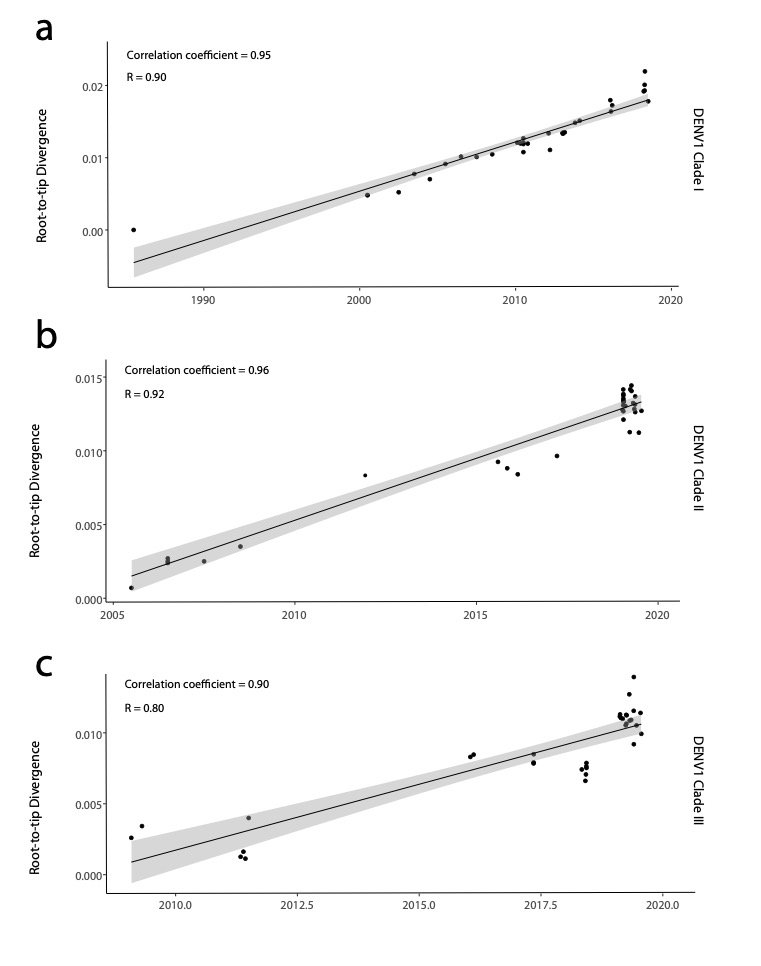 a
Correlation coefficient = 0.95
R = 0.90
0.02
0.01
0.00
Root-to-tip Divergence
DENV1 Clade I
1990
2000
2010
2020
b
Correlation coefficient = 0.96
R = 0.92
0.015
0.010
0.005
0.000
Root-to-tip Divergence
DENV1 Clade II
2005
2010
2015
2020
c
Correlation coefficient = 0.90
R = 0.80
0.010
0.005
0.000
Root-to-tip Divergence
DENV1 Clade III
2010.0
2012.5
2015.0
2017.5
2020.0